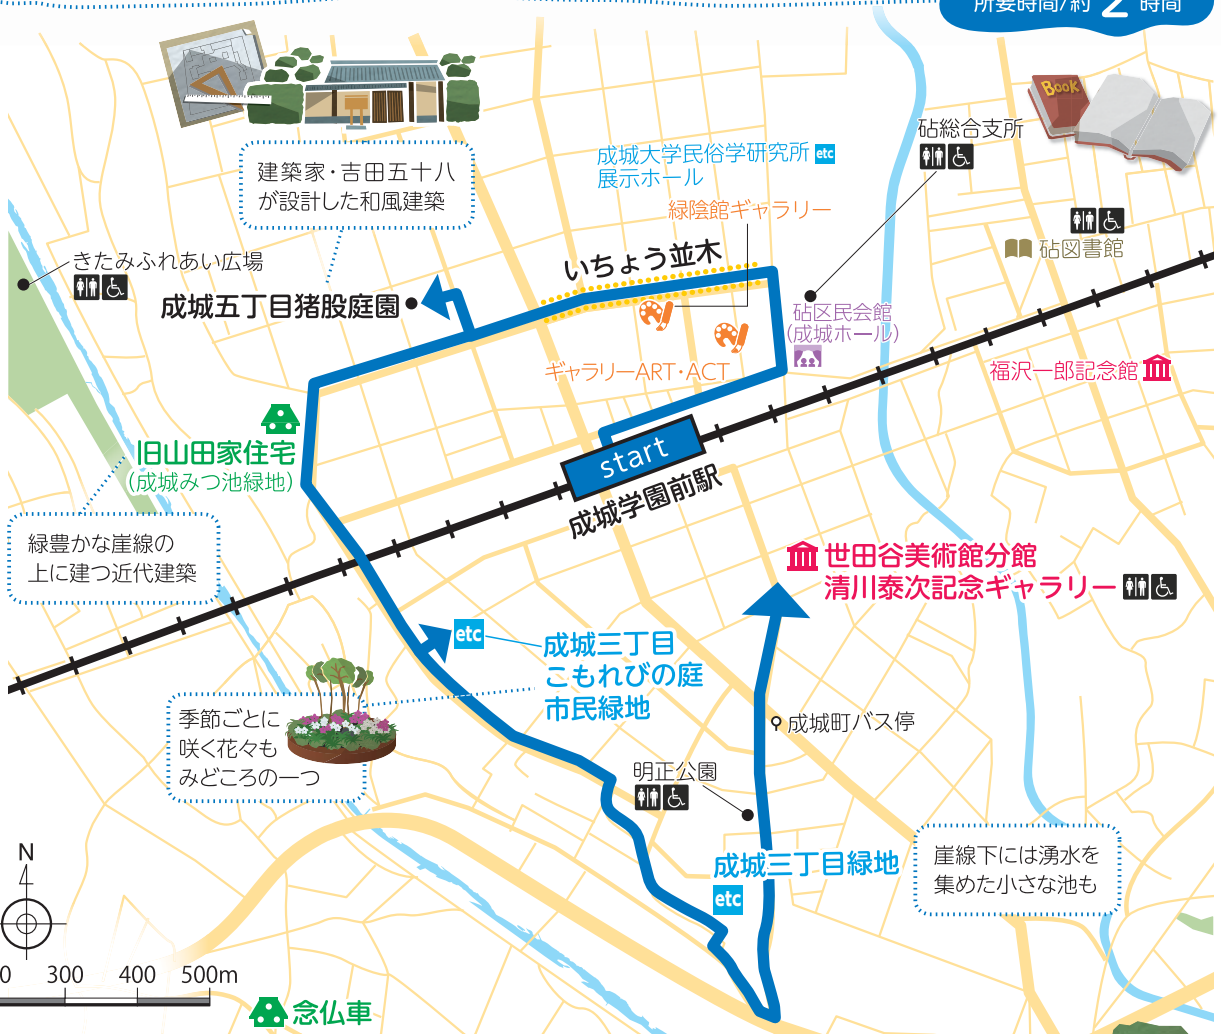 所要時間/約 2 時間
Book
砧総合支所
成城大学民俗学研究所 etc
展示ホール
建築家・吉田五十八
が設計した和風建築
緑陰館ギャラリー
砧図書館
いちょう並木
きたみふれあい広場
成城五丁目猪股庭園
砧区民会館
(成城ホール)
ギャラリーART・ACT
福沢一郎記念館
旧山田家住宅
(成城みつ池緑地)
start
成城学園前駅
緑豊かな崖線の
上に建つ近代建築
世田谷美術館分館
清川泰次記念ギャラリー
etc
成城三丁目
こもれびの庭
市民緑地
季節ごとに
咲く花々も
みどころの一つ
成城町バス停
明正公園
成城三丁目緑地
etc
崖線下には湧水を
集めた小さな池も
N
0 300 400 500m
念仏車